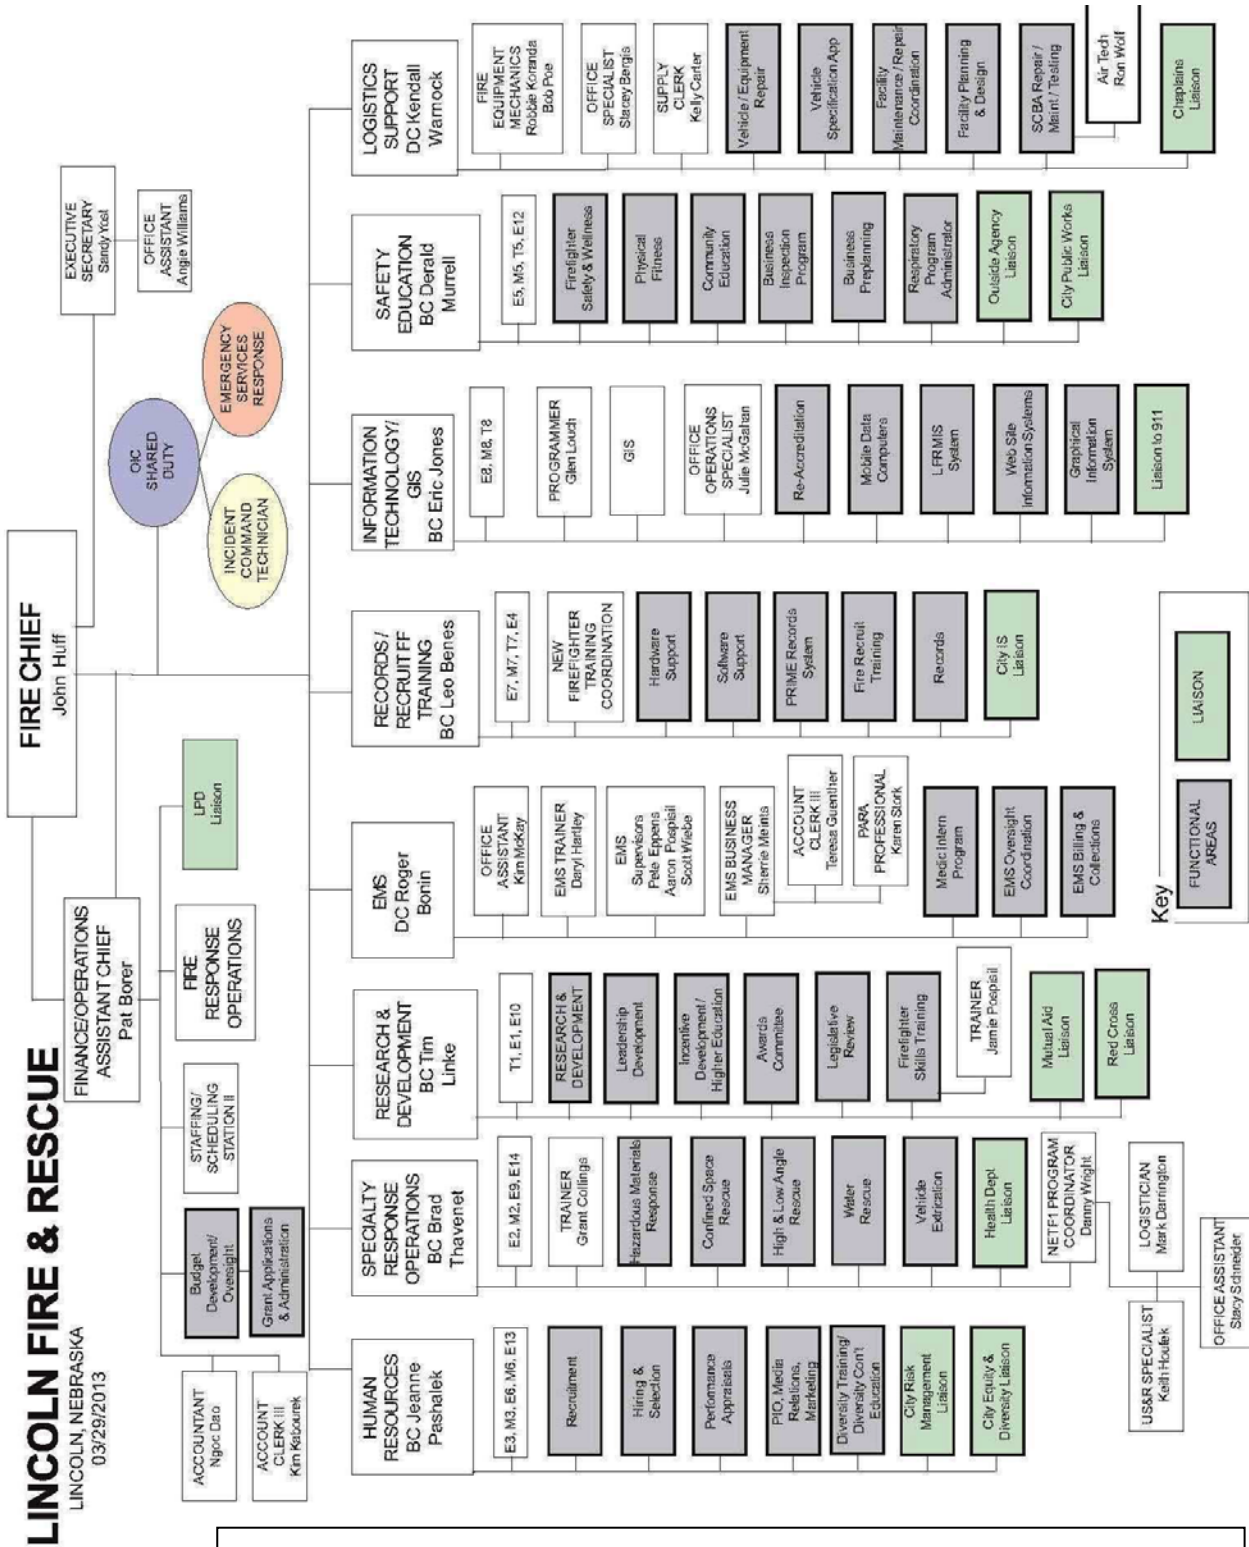 LINCOLN FIRE & RESCUE
LINCOLN, NEBRASKA
03/29/2013
FIRE CHIEF
John Huff
EXECUTIVE
SECRETARY
Sandy Yost
OFFICE
ASSISTANT
Angie Williams
OIC
SHARED
DUTY
INCIDENT
COMMAND
TECHNICIAN
EMERGENCY
SERVICES
RESPONSE
FINANCE/OPERATIONS
ASSISTANT CHIEF
Pat Borer
ACCOUNTANT
Ngoc Dao
ACCOUNT
CLERK III
Kim Kabourek
Budget
Development/
Oversight
Grant Applications
& Administration
STAFFING/
SCHEDULING
STATION II
FIRE
RESPONSE
OPERATIONS
LPD
Liaison
HUMAN
RESOURCES
BC Jeanne
Pashalek
E3, M3, E6, M6, E13
Recruitment
Hiring &
Selection
Performance
Appraisals
PIO, Media
Relations,
Marketing
Diversity Training/
Diversity Con't
Education
City Risk
Management
Liaison
City Equity &
Diversity Liaison
SPECIALTY
RESPONSE
OPERATIONS
BC Brad
Thavenet
E2, M2, E9, E14
TRAINER
Grant Collings
Hazardous Materials
Response
Confined Space
Rescue
High & Low Angle
Rescue
Water
Rescue
Vehicle
Extrication
Health Dept
Liaison
NETF1 PROGRAM
COORDINATOR
Danny Wright
US&R SPECIALIST
Keith Houfek
LOGISTICIAN
Mark Darrington
OFFICE ASSISTANT
Stacy Schneider
RESEARCH &
DEVELOPMENT
BC Tim
Linke
T1, E1, E10
RESEARCH &
DEVELOPMENT
Leadership
Development
Incentive
Development/
Higher Education
Awards
Committee
Legislative
Review
Firefighter
Skills Training
TRAINER
Jamie Pospisil
Mutual Aid
Liaison
Red Cross
Liaison
EMS
DC Roger
Bonin
OFFICE
ASSISTANT
Kim McKay
EMS TRAINER
Daryl Hartley
EMS
Supervisors
Pete Eppens
Aaron Pospisil
Scott Wiebe
EMS BUSINESS
MANAGER
Sherrie Meints
ACCOUNT
CLERK III
Teresa Guenther
PARA
PROFESSIONAL
Karen Stork
Medic Intern
Program
EMS Oversight
Coordination
EMS Billing &
Collections
RECORDS /
RECRUIT FF
TRAINING
BC Leo Benes
E7, M7, T7, E4
NEW
FIREFIGHTER
TRAINING
COORDINATION
Hardware
Support
Software
Support
PRIME Records
System
Fire Recruit
Training
Records
City IS
Liaison
INFORMATION
TECHNOLOGY/
GIS
BC Eric Jones
E8, M8, T8
PROGRAMMER
Glen Louch
GIS
OFFICE
OPERATIONS
SPECIALIST
Julie McGahan
Re-Accreditation
Mobile Data
Computers
LFRMIS
System
Web Site
Information Systems
Graphical
Information
System
Liaison to 911
SAFETY
EDUCATION
BC Derald
Murrell
E5, M5, T5, E12
Firefighter
Safety & Wellness
Physical
Fitness
Community
Education
Business
Inspection
Program
Business
Preplanning
Respiratory
Program
Administrator
Outside Agency
Liaison
City Public Works
Liaison
LOGISTICS
SUPPORT
DC Kendall
Warnock
FIRE
EQUIPMENT
MECHANICS
Robbie Koranda
Bob Poe
OFFICE
SPECIALIST
Stacey Bergis
SUPPLY
CLERK
Kelly Carter
Vehicle / Equipment
Repair
Vehicle
Specification App
Facility
Maintenance / Repair
Coordination
Facility Planning
& Design
SCBA Repair /
Maint / Testing
Air Tech
Ron Wolf
Chaplains
Liaison
Key
FUNCTIONAL
AREAS
LIAISON